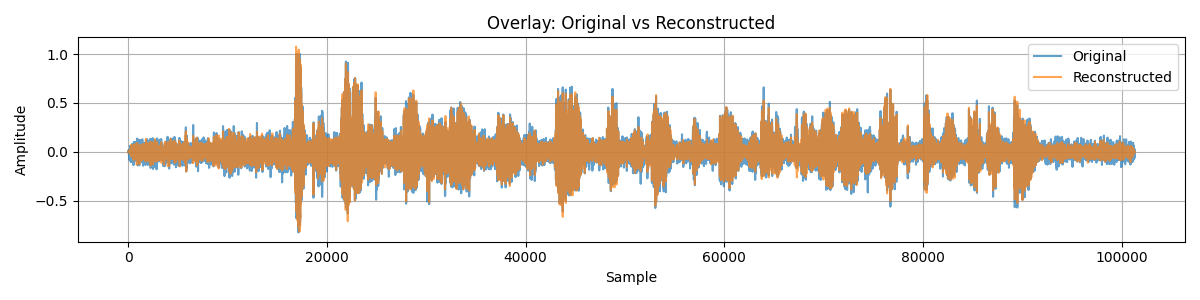 Overlay: Original vs Reconstructed
Amplitude
1.0
0.5
0.0
−0.5
Original
Reconstructed
0
20000
40000
60000
80000
100000
Sample